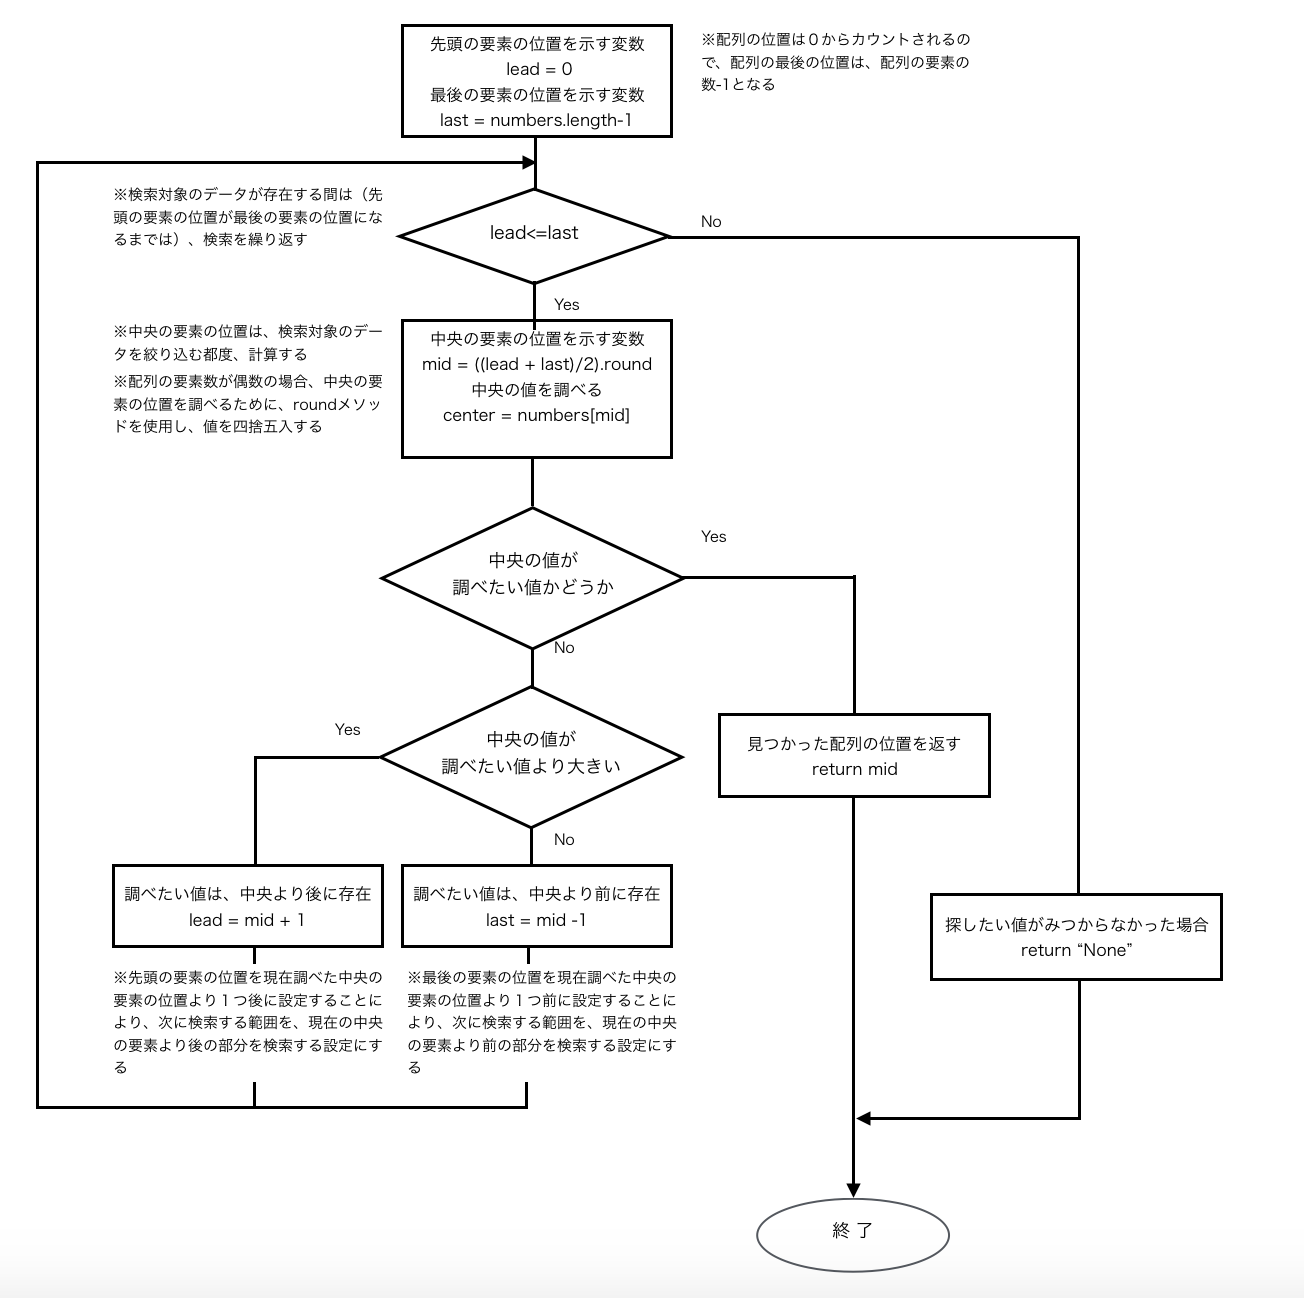 先頭の要素の位置を示す変数
lead = 0
最後の要素の位置を示す変数
last = numbers.length-1
※配列の位置は０からカウントされるの
で、配列の最後の位置は、配列の要素の
数-1となる
※検索対象のデータが存在する間は（先
頭の要素の位置が最後の要素の位置にな
るまでは）、検索を繰り返す
lead<=last
No
Yes
※中央の要素の位置は、検索対象のデー
タを絞り込む都度、計算する
※配列の要素数が偶数の場合、中央の要
素の位置を調べるために、roundメソッ
ドを使用し、値を四捨五入する
中央の要素の位置を示す変数
mid = ((lead + last)/2).round
中央の値を調べる
center = numbers[mid]
中央の値が
調べたい値かどうか
Yes
No
中央の値が
調べたい値より大きい
Yes
No
見つかった配列の位置を返す
return mid
調べたい値は、中央より後に存在
lead = mid + 1
調べたい値は、中央より前に存在
last = mid -1
探したい値がみつからなかった場合
return “None”
※先頭の要素の位置を現在調べた中央の
要素の位置より１つ後に設定することに
より、次に検索する範囲を、現在の中央
の要素より後の部分を検索する設定にす
る
※最後の要素の位置を現在調べた中央の
要素の位置より１つ前に設定することに
より、次に検索する範囲を、現在の中央
の要素より前の部分を検索する設定にす
る
終 了